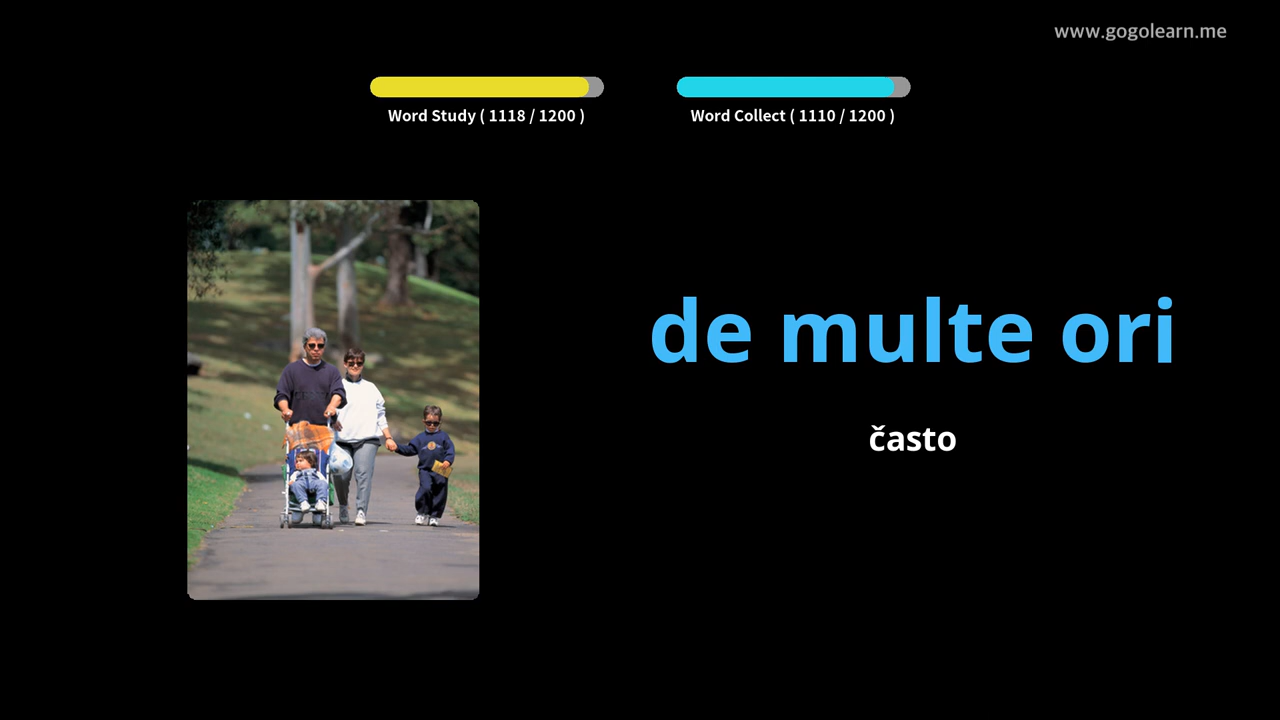 www.gogolearn.me
Word Study ( 1118 / 1200 )
Word Collect ( 1110 / 1200 )
de multe ori
často